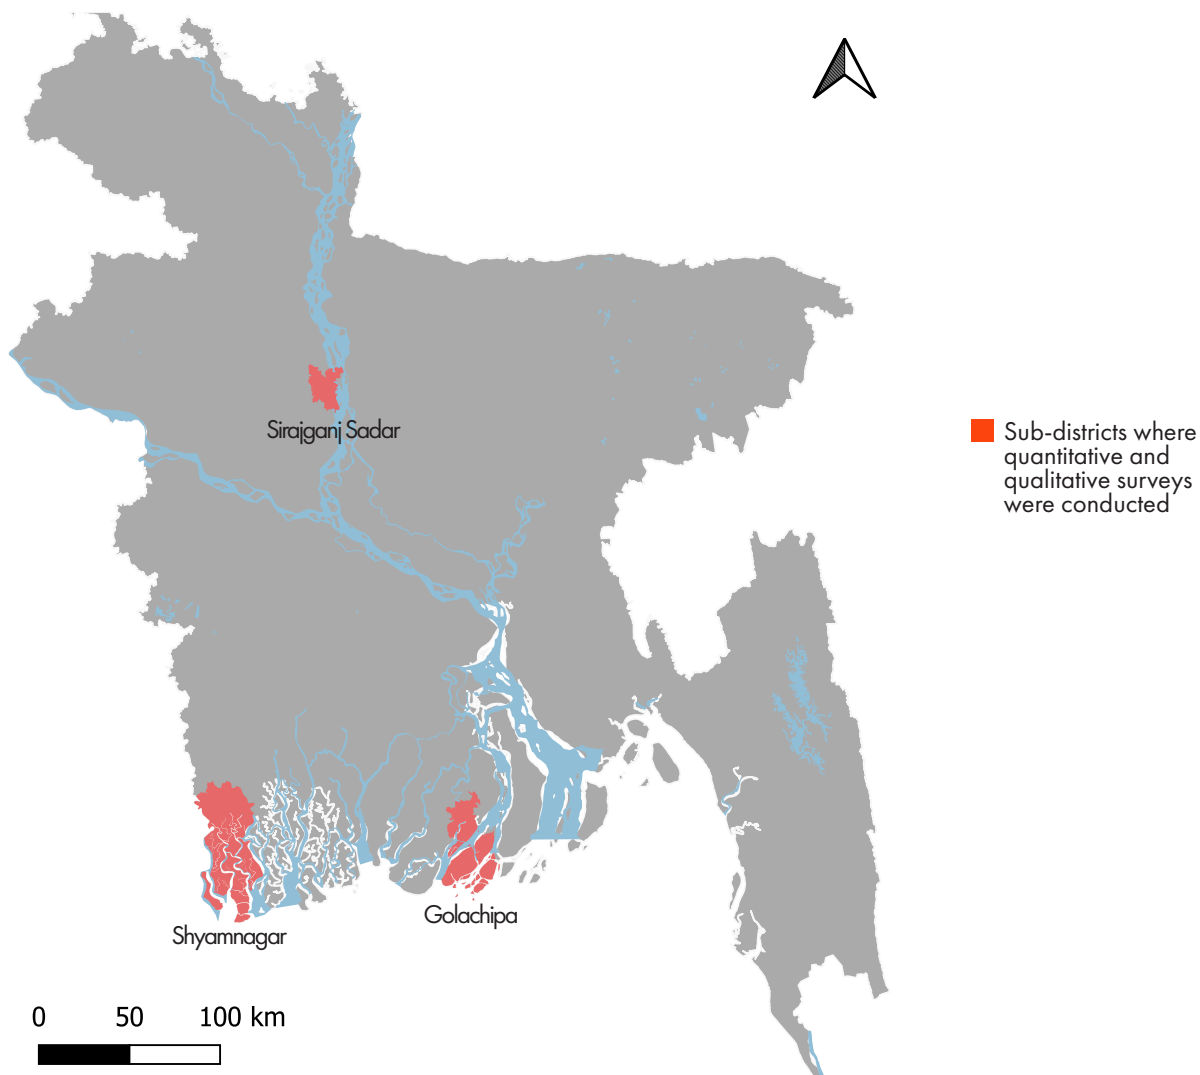 Sirajganj Sadar
Sub-districts where
quantitative and
qualitative surveys
were conducted
Golachipa
Shyamnagar
0 50 100 km